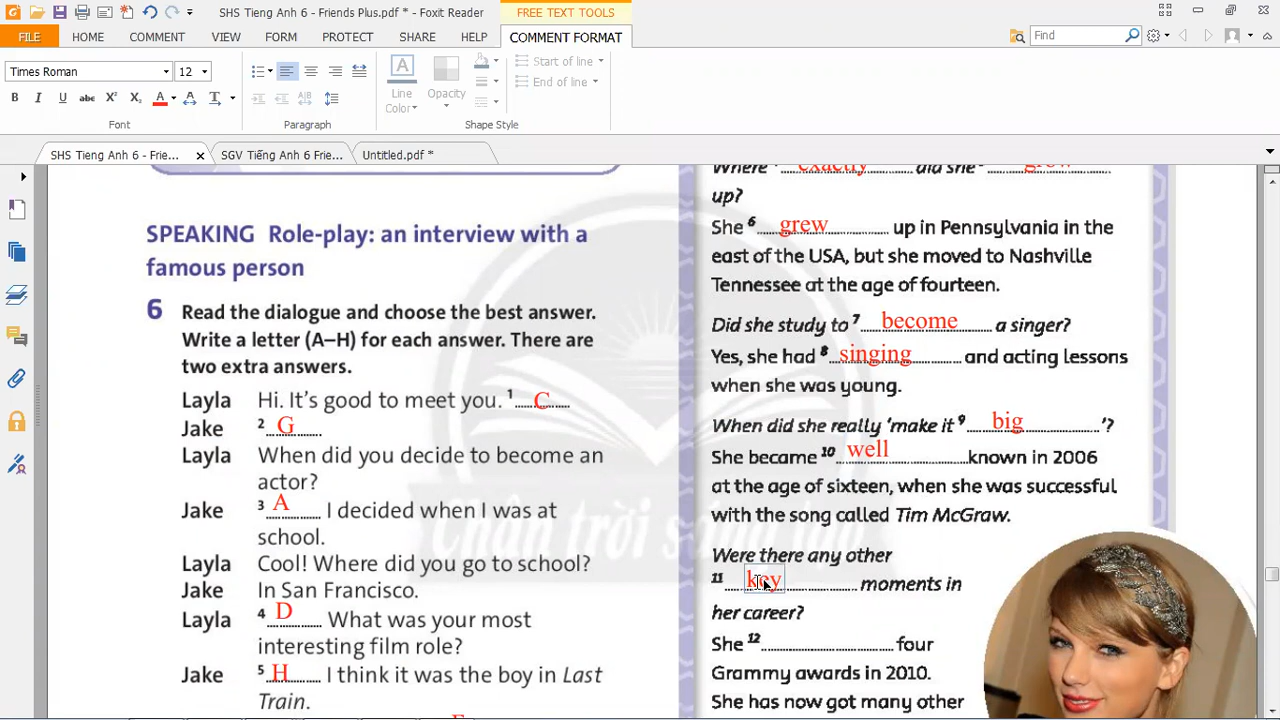 SHS Tieng Anh 6 - Friends Plus.pdf * - Foxit Reader
FREE TEXT TOOLS
FILE HOME COMMENT VIEW FORM PROTECT SHARE HELP COMMENT FORMAT
Find
Times Roman 12
Start of line
End of line
Line Color
Opacity
Font Paragraph Shape Style
SHS Tieng Anh 6 - Frie... SGV Tiếng Anh 6 Frie... Untitled.pdf *
SPEAKING Role-play: an interview with a
famous person
6 Read the dialogue and choose the best answer.
Write a letter (A–H) for each answer. There are
two extra answers.
Layla Hi. It's good to meet you. 1 C
Jake 2 G
Layla When did you decide to become an
actor?
Jake 3 A I decided when I was at
school.
Layla Cool! Where did you go to school?
Jake In San Francisco.
Layla 4 D What was your most
interesting film role?
Jake 5 H I think it was the boy in Last
Train.
Where exactly did she grow
up?
She 6 grew up in Pennsylvania in the
east of the USA, but she moved to Nashville
Tennessee at the age of fourteen.
Did she study to 7 become a singer?
Yes, she had 8 singing and acting lessons
when she was young.
When did she really 'make it 9 big'?
She became 10 well known in 2006
at the age of sixteen, when she was successful
with the song called Tim McGraw.
Were there any other
11 key moments in
her career?
She 12 four
Grammy awards in 2010.
She has now got many other
Chân trời sáng tạo